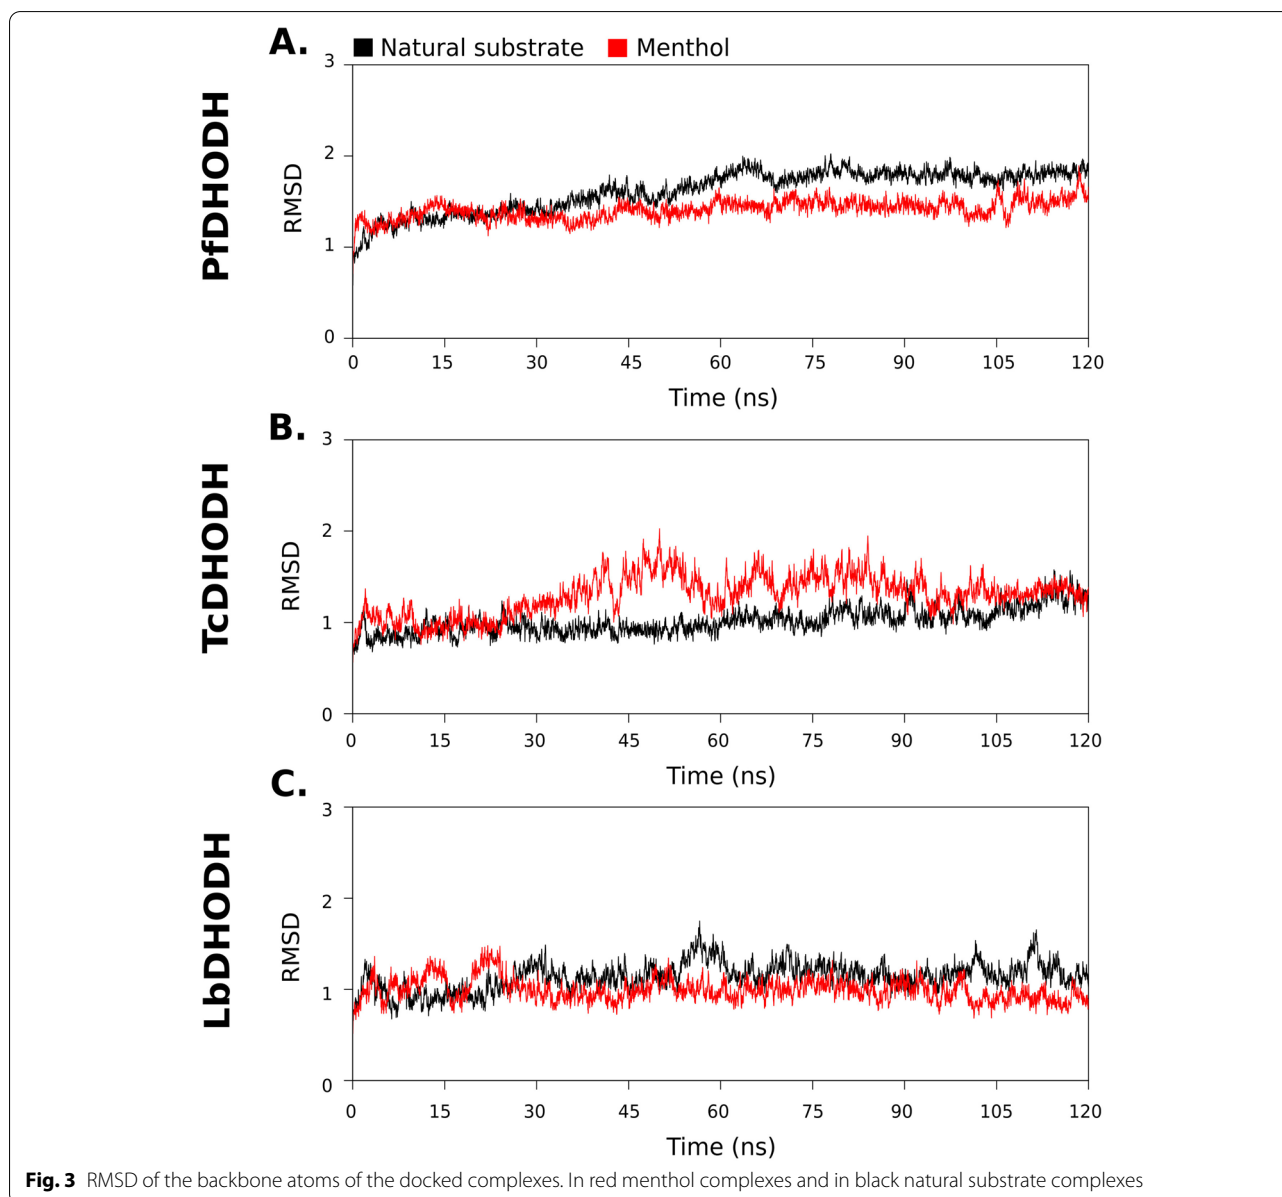 A. Natural substrate Menthol
PfDHODH
RMSD
3
2
1
0
0 15 30 45 60 75 90 105 120
Time (ns)
B.
TcDHODH
RMSD
3
2
1
0
0 15 30 45 60 75 90 105 120
Time (ns)
C.
LbDHODH
RMSD
3
2
1
0
0 15 30 45 60 75 90 105 120
Time (ns)
Fig. 3 RMSD of the backbone atoms of the docked complexes. In red menthol complexes and in black natural substrate complexes